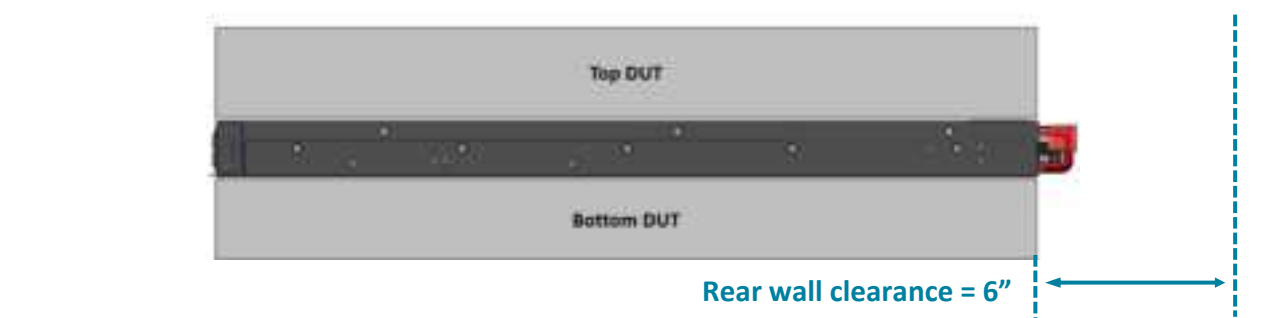 Top DUT
Bottom DUT
Rear wall clearance = 6”